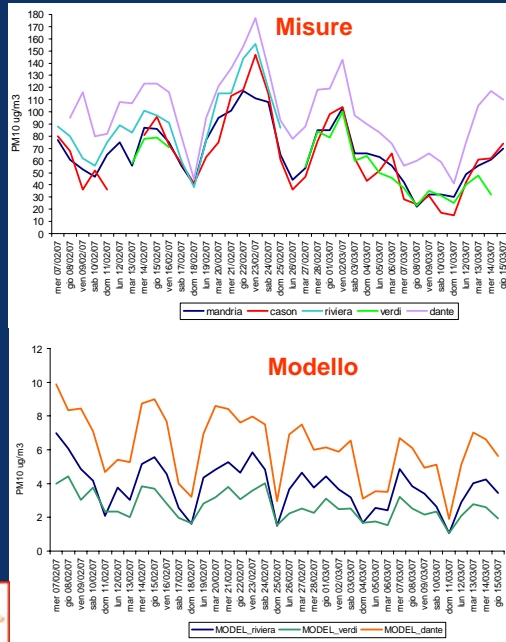 Misure
PM10 ug/m3
180
170
160
150
140
130
120
110
100
90
80
70
60
50
40
30
20
10
0
mer 07/02/07
gio 08/02/07
ven 09/02/07
sab 10/02/07
dom 11/02/07
lun 12/02/07
mar 13/02/07
mer 14/02/07
gio 15/02/07
ven 16/02/07
sab 17/02/07
dom 18/02/07
lun 19/02/07
mar 20/02/07
mer 21/02/07
gio 22/02/07
ven 23/02/07
sab 24/02/07
dom 25/02/07
lun 26/02/07
mar 27/02/07
mer 28/02/07
gio 01/03/07
ven 02/03/07
sab 03/03/07
dom 04/03/07
lun 05/03/07
mar 06/03/07
mer 07/03/07
gio 08/03/07
ven 09/03/07
sab 10/03/07
dom 11/03/07
lun 12/03/07
mar 13/03/07
mer 14/03/07
gio 15/03/07
mandria cason riviera verdi dante
Modello
PM10 ug/m3
12
10
8
6
4
2
0
mer 07/02/07
gio 08/02/07
ven 09/02/07
sab 10/02/07
dom 11/02/07
lun 12/02/07
mar 13/02/07
mer 14/02/07
gio 15/02/07
ven 16/02/07
sab 17/02/07
dom 18/02/07
lun 19/02/07
mar 20/02/07
mer 21/02/07
gio 22/02/07
ven 23/02/07
sab 24/02/07
dom 25/02/07
lun 26/02/07
mar 27/02/07
mer 28/02/07
gio 01/03/07
ven 02/03/07
sab 03/03/07
dom 04/03/07
lun 05/03/07
mar 06/03/07
mer 07/03/07
gio 08/03/07
ven 09/03/07
sab 10/03/07
dom 11/03/07
lun 12/03/07
mar 13/03/07
mer 14/03/07
gio 15/03/07
MODEL_riviera MODEL_verdi MODEL_dante